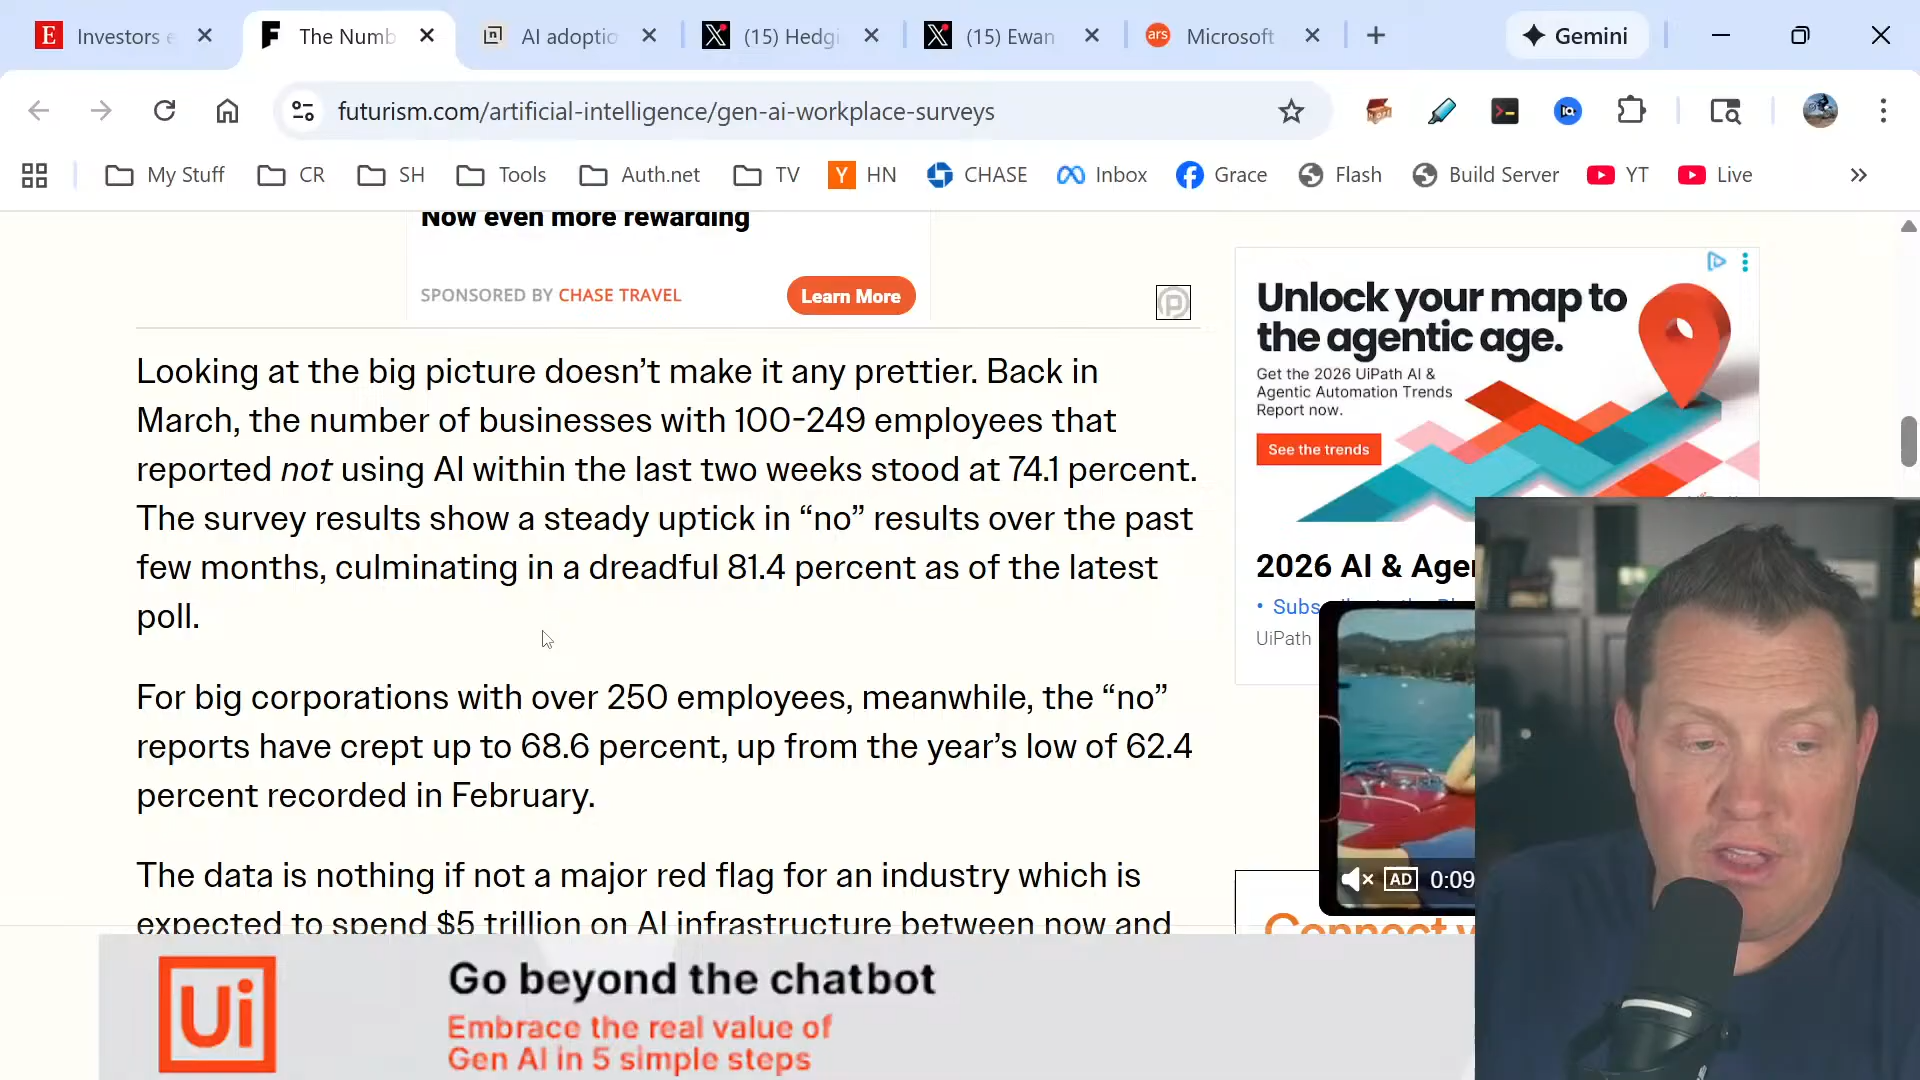 Investors e
The Numb
AI adoptio
(15) Hedgi
(15) Ewan
ars
Microsoft
Gemini
futurism.com/artificial-intelligence/gen-ai-workplace-surveys
My Stuff
CR
SH
Tools
Auth.net
TV
HN
CHASE
Inbox
Grace
Flash
Build Server
YT
Live
Now even more rewarding
SPONSORED BY CHASE TRAVEL
Learn More
Looking at the big picture doesn’t make it any prettier. Back in
March, the number of businesses with 100-249 employees that
reported not using AI within the last two weeks stood at 74.1 percent.
The survey results show a steady uptick in “no” results over the past
few months, culminating in a dreadful 81.4 percent as of the latest
poll.
For big corporations with over 250 employees, meanwhile, the “no”
reports have crept up to 68.6 percent, up from the year’s low of 62.4
percent recorded in February.
The data is nothing if not a major red flag for an industry which is
expected to spend $5 trillion on AI infrastructure between now and
Unlock your map to
the agentic age.
Get the 2026 UiPath AI &
Agentic Automation Trends
Report now.
See the trends
2026 AI & Agen
• Subs
UiPath
AD 0:09
Connect y
Ui
Go beyond the chatbot
Embrace the real value of
Gen AI in 5 simple steps